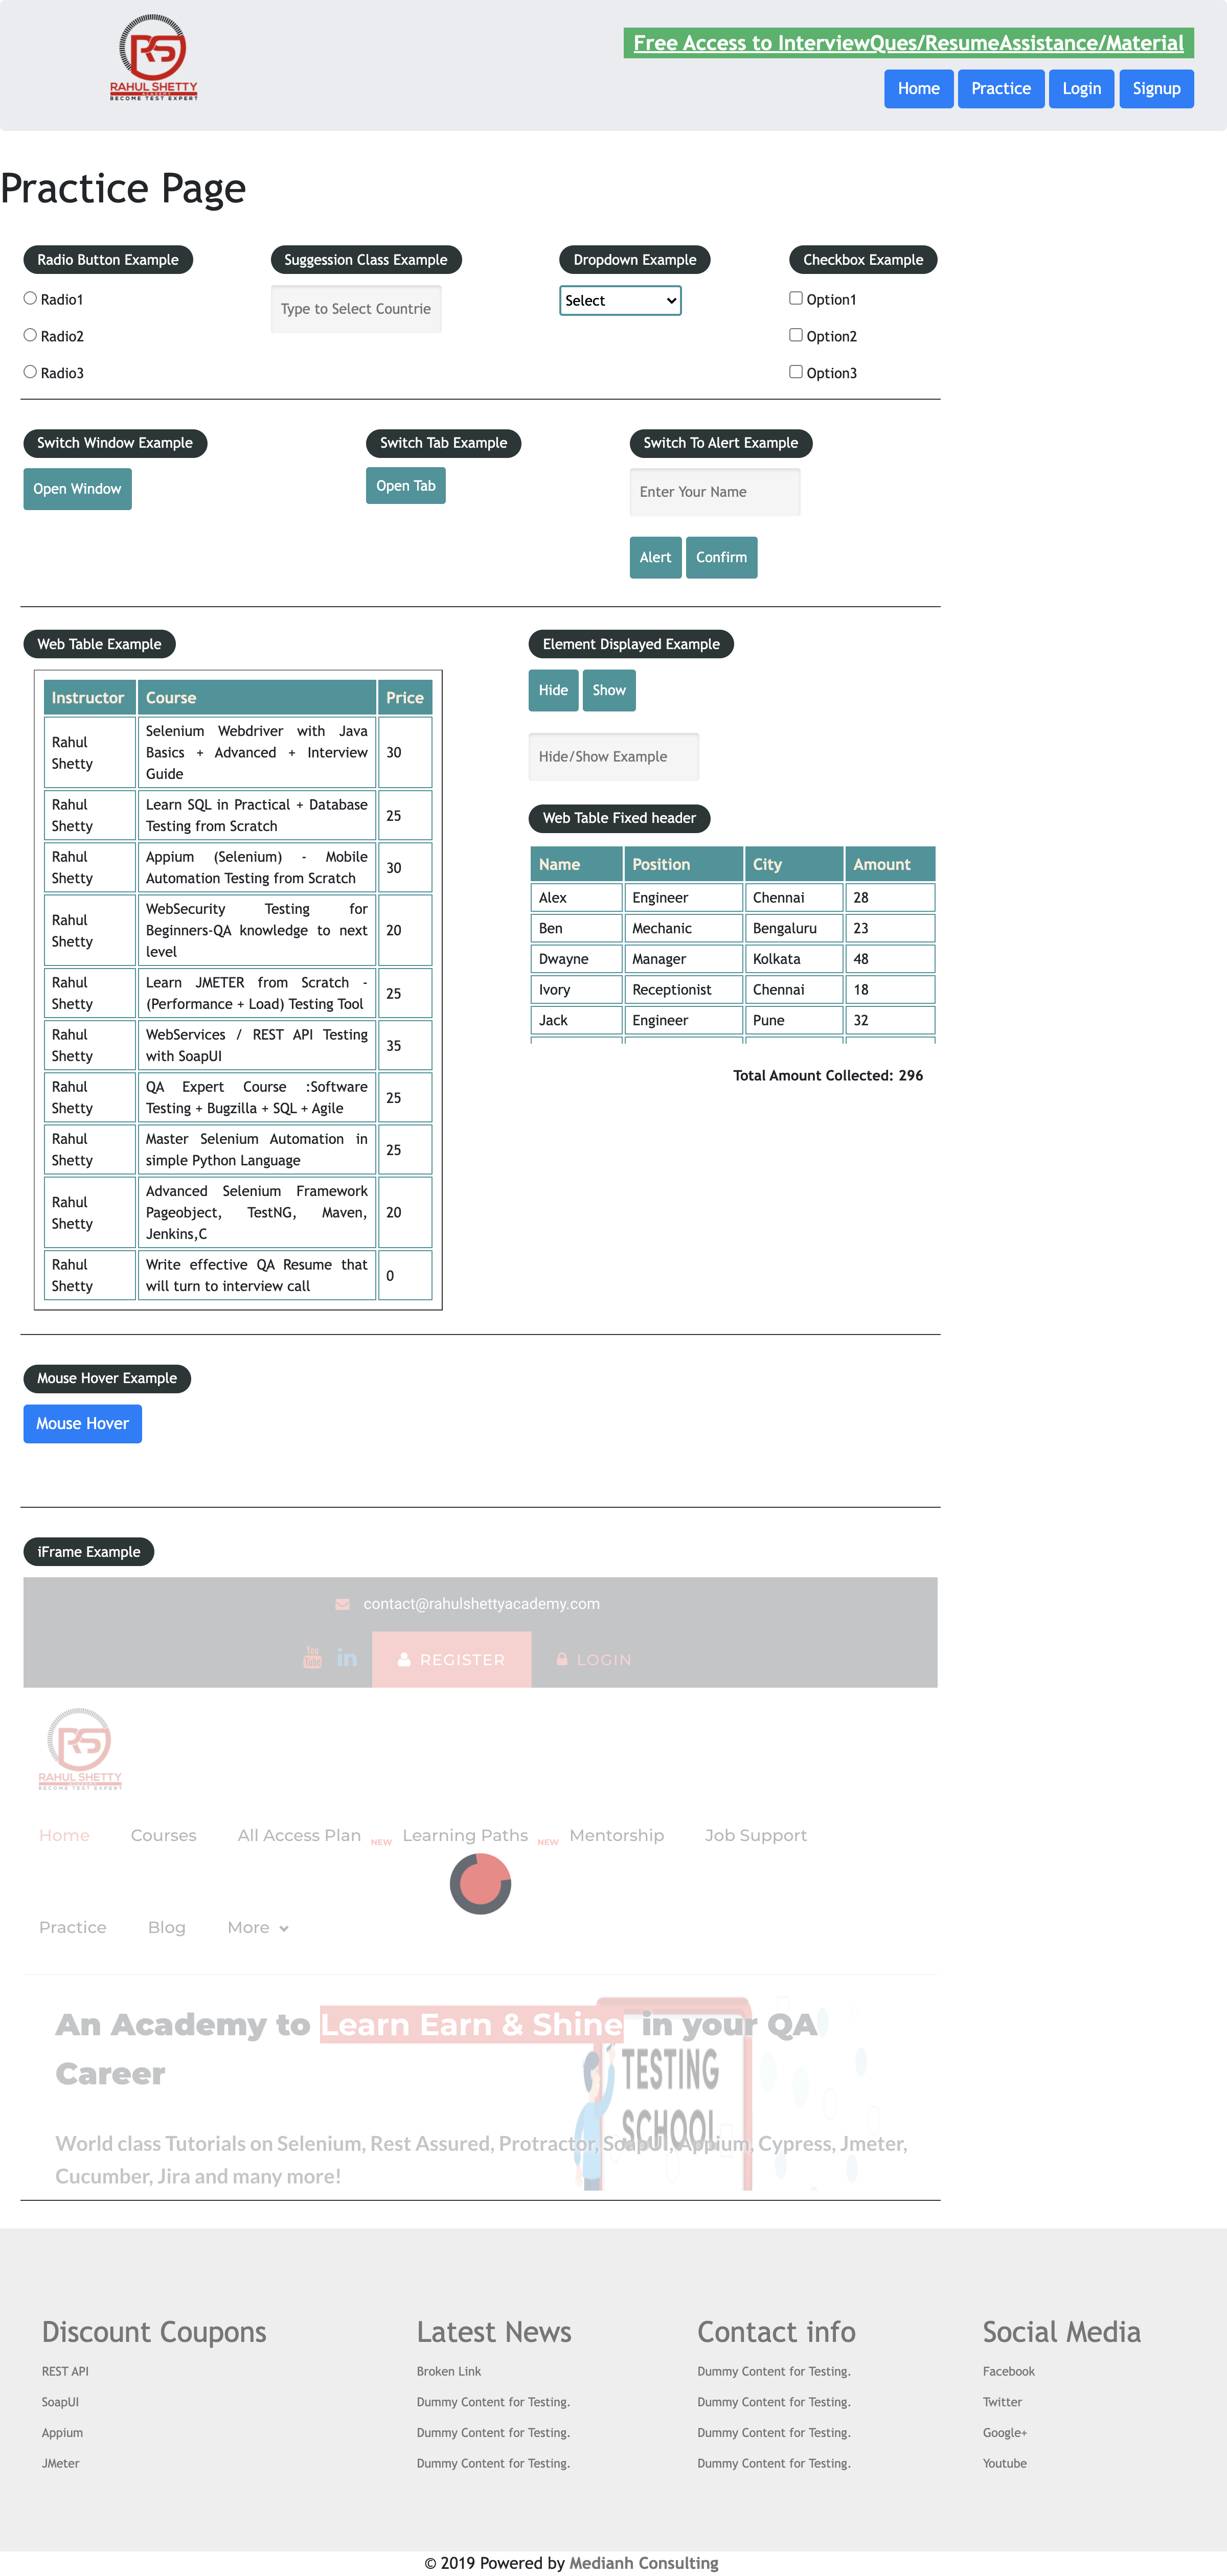 RAHUL SHETTY
ACADEMY
BECOME TEST EXPERT
Free Access to InterviewQues/ResumeAssistance/Material
Home Practice Login Signup
Practice Page
Radio Button Example
Radio1
Radio2
Radio3
Suggession Class Example
Type to Select Countrie
Dropdown Example
Select
Checkbox Example
Option1
Option2
Option3
Switch Window Example
Open Window
Switch Tab Example
Open Tab
Switch To Alert Example
Enter Your Name
Alert Confirm
Web Table Example
Instructor Course Price
Rahul Shetty Selenium Webdriver with Java Basics + Advanced + Interview Guide 30
Rahul Shetty Learn SQL in Practical + Database Testing from Scratch 25
Rahul Shetty Appium (Selenium) - Mobile Automation Testing from Scratch 30
Rahul Shetty WebSecurity Testing for Beginners-QA knowledge to next level 20
Rahul Shetty Learn JMETER from Scratch - (Performance + Load) Testing Tool 25
Rahul Shetty WebServices / REST API Testing with SoapUI 35
Rahul Shetty QA Expert Course :Software Testing + Bugzilla + SQL + Agile 25
Rahul Shetty Master Selenium Automation in simple Python Language 25
Rahul Shetty Advanced Selenium Framework Pageobject, TestNG, Maven, Jenkins,C 20
Rahul Shetty Write effective QA Resume that will turn to interview call 0
Element Displayed Example
Hide Show
Hide/Show Example
Web Table Fixed header
Name Position City Amount
Alex Engineer Chennai 28
Ben Mechanic Bengaluru 23
Dwayne Manager Kolkata 48
Ivory Receptionist Chennai 18
Jack Engineer Pune 32
Total Amount Collected: 296
Mouse Hover Example
Mouse Hover
iFrame Example
contact@rahulshettyacademy.com
You Tube in REGISTER LOGIN
RAHUL SHETTY
ACADEMY
BECOME TEST EXPERT
Home Courses All Access Plan NEW Learning Paths NEW Mentorship Job Support
Practice Blog More
An Academy to Learn Earn & Shine in your QA
Career
TESTING
SCHOOL
World class Tutorials on Selenium, Rest Assured, Protractor, SoapUI, Appium, Cypress, Jmeter,
Cucumber, Jira and many more!
Discount Coupons
REST API
SoapUI
Appium
JMeter
Latest News
Broken Link
Dummy Content for Testing.
Dummy Content for Testing.
Dummy Content for Testing.
Contact info
Dummy Content for Testing.
Dummy Content for Testing.
Dummy Content for Testing.
Dummy Content for Testing.
Social Media
Facebook
Twitter
Google+
Youtube
© 2019 Powered by Medianh Consulting